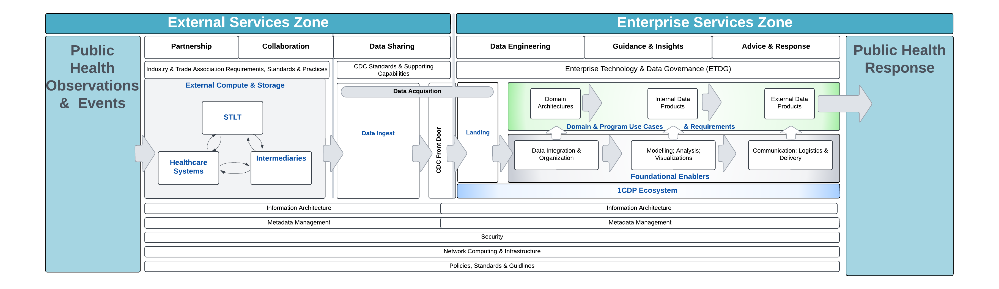 External Services Zone
Enterprise Services Zone
Public
Health
Observations
& Events
Partnership
Collaboration
Data Sharing
Data Engineering
Guidance & Insights
Advice & Response
Public Health
Response
Industry & Trade Association Requirements, Standards & Practices
CDC Standards & Supporting
Capabilities
Enterprise Technology & Data Governance (ETDG)
External Compute & Storage
STLT
Healthcare
Systems
Intermediaries
Data Acquisition
Data Ingest
CDC Front Door
Landing
Domain
Architectures
Internal Data
Products
External Data
Products
Domain & Program Use Cases & Requirements
Data Integration &
Organization
Modelling; Analysis;
Visualizations
Communication; Logistics &
Delivery
Foundational Enablers
1CDP Ecosystem
Information Architecture
Information Architecture
Metadata Management
Metadata Management
Security
Network Computing & Infrastructure
Policies, Standards & Guidlines